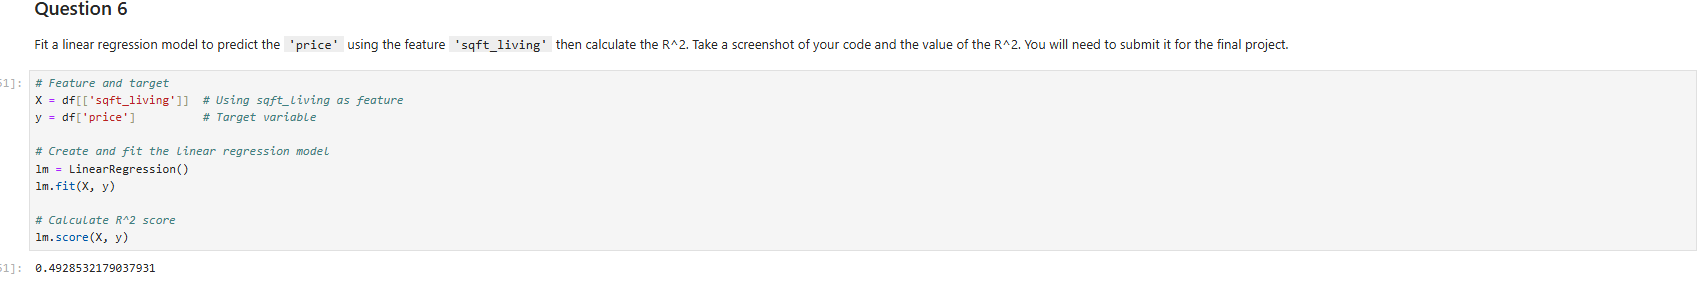 Question 6
Fit a linear regression model to predict the 'price' using the feature 'sqft_living' then calculate the R^2. Take a screenshot of your code and the value of the R^2. You will need to submit it for the final project.
51]: # Feature and target
X = df[['sqft_living']]  # Using sqft_living as feature
y = df['price']          # Target variable
# Create and fit the linear regression model
lm = LinearRegression()
lm.fit(X, y)
# Calculate R^2 score
lm.score(X, y)
51]: 0.4928532179037931